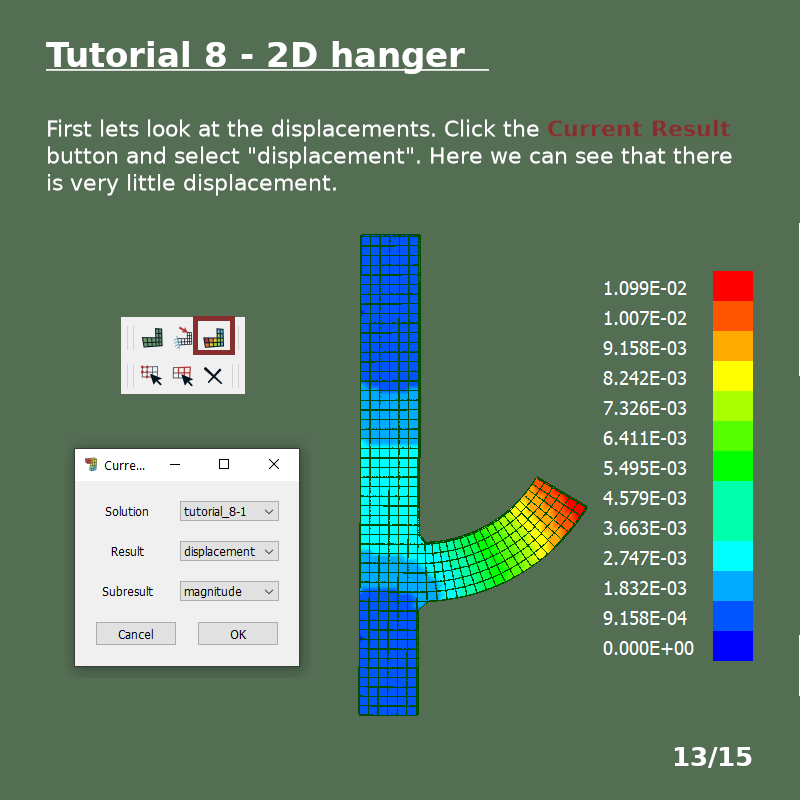 Tutorial 8 - 2D hanger
First lets look at the displacements. Click the Current Result
button and select "displacement". Here we can see that there
is very little displacement.
Curre...
Solution tutorial_8-1
Result displacement
Subresult magnitude
Cancel OK
1.099E-02
1.007E-02
9.158E-03
8.242E-03
7.326E-03
6.411E-03
5.495E-03
4.579E-03
3.663E-03
2.747E-03
1.832E-03
9.158E-04
0.000E+00
13/15